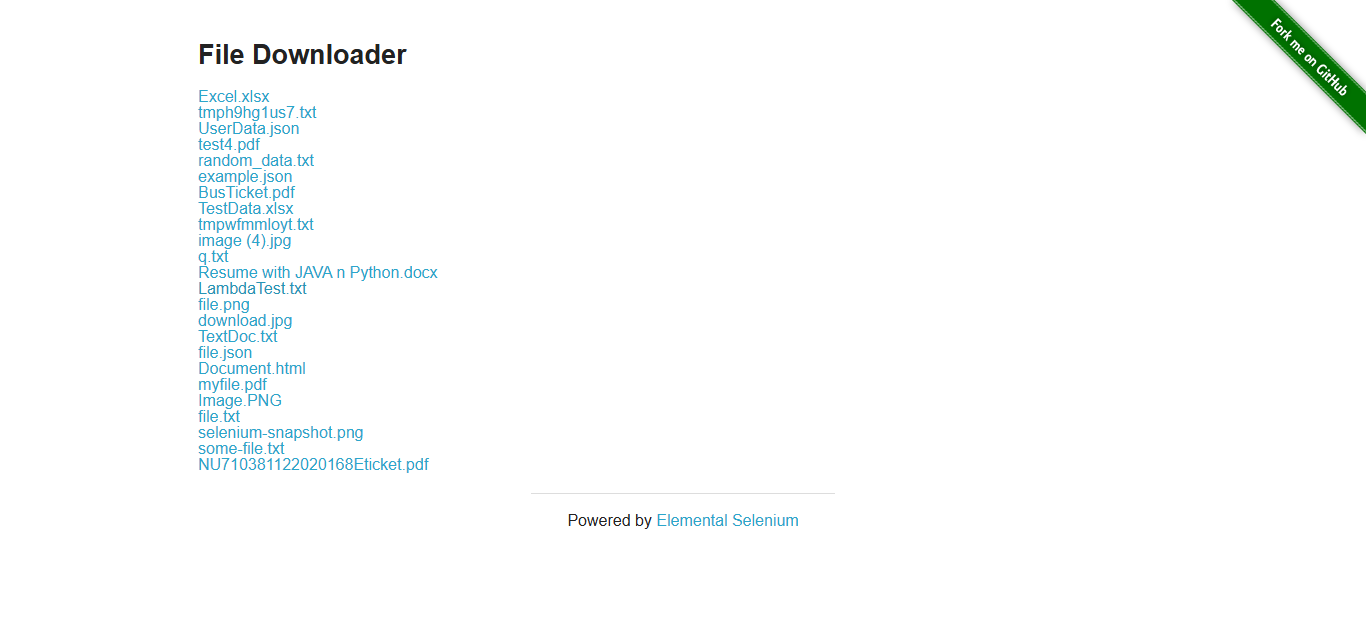 Fork me on GitHub
File Downloader
Excel.xlsx
tmph9hg1us7.txt
UserData.json
test4.pdf
random_data.txt
example.json
BusTicket.pdf
TestData.xlsx
tmpwfmmloyt.txt
image (4).jpg
q.txt
Resume with JAVA n Python.docx
LambdaTest.txt
file.png
download.jpg
TextDoc.txt
file.json
Document.html
myfile.pdf
Image.PNG
file.txt
selenium-snapshot.png
some-file.txt
NU710381122020168Eticket.pdf
Powered by Elemental Selenium